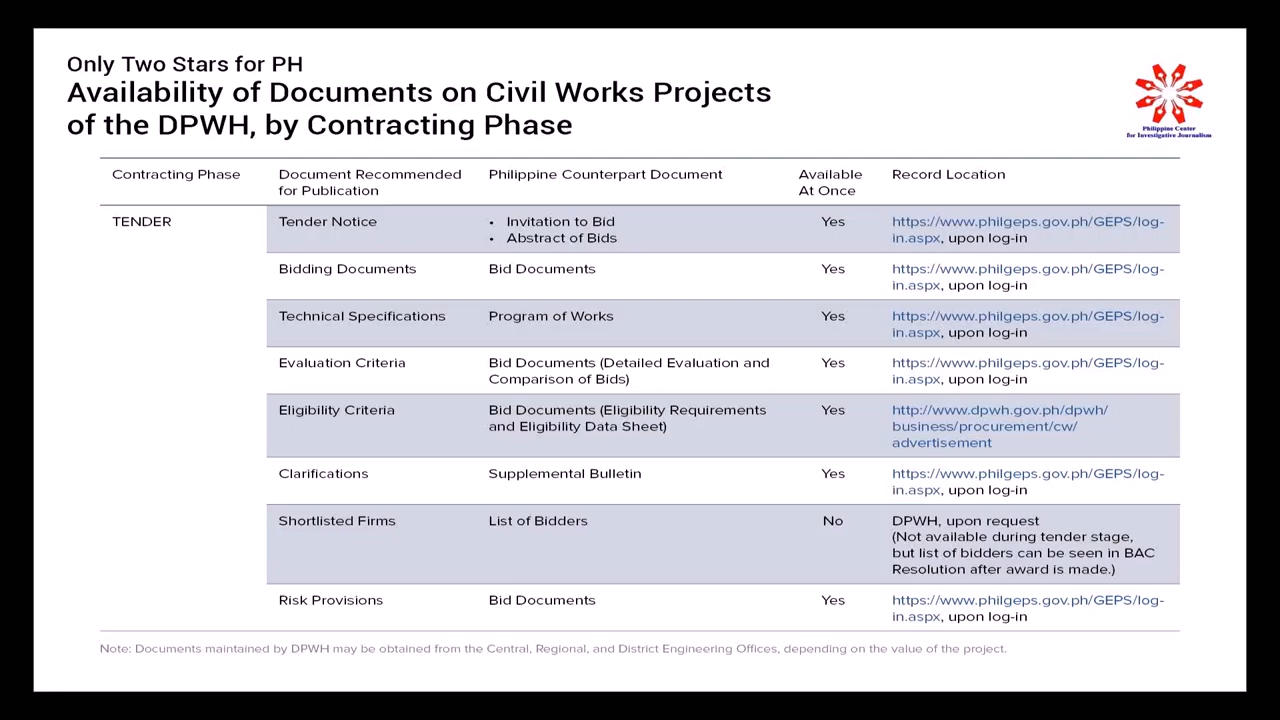 Only Two Stars for PH
Availability of Documents on Civil Works Projects
of the DPWH, by Contracting Phase
Philippine Center
for Investigative Journalism
Contracting Phase
Document Recommended
for Publication
Philippine Counterpart Document
Available
At Once
Record Location
TENDER
Tender Notice
• Invitation to Bid
• Abstract of Bids
Yes
https://www.philgeps.gov.ph/GEPS/log-
in.aspx, upon log-in
Bidding Documents
Bid Documents
Yes
https://www.philgeps.gov.ph/GEPS/log-
in.aspx, upon log-in
Technical Specifications
Program of Works
Yes
https://www.philgeps.gov.ph/GEPS/log-
in.aspx, upon log-in
Evaluation Criteria
Bid Documents (Detailed Evaluation and
Comparison of Bids)
Yes
https://www.philgeps.gov.ph/GEPS/log-
in.aspx, upon log-in
Eligibility Criteria
Bid Documents (Eligibility Requirements
and Eligibility Data Sheet)
Yes
http://www.dpwh.gov.ph/dpwh/
business/procurement/cw/
advertisement
Clarifications
Supplemental Bulletin
Yes
https://www.philgeps.gov.ph/GEPS/log-
in.aspx, upon log-in
Shortlisted Firms
List of Bidders
No
DPWH, upon request
(Not available during tender stage,
but list of bidders can be seen in BAC
Resolution after award is made.)
Risk Provisions
Bid Documents
Yes
https://www.philgeps.gov.ph/GEPS/log-
in.aspx, upon log-in
Note: Documents maintained by DPWH may be obtained from the Central, Regional, and District Engineering Offices, depending on the value of the project.